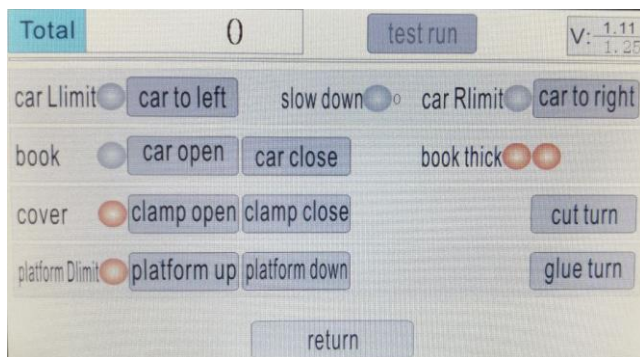 Total 0 test run V: 1.11
1.25
car Llimit car to left slow down 0 car Rlimit car to right
book car open car close book thick
cover clamp open clamp close cut turn
platform Dlimit platform up platform down glue turn
return